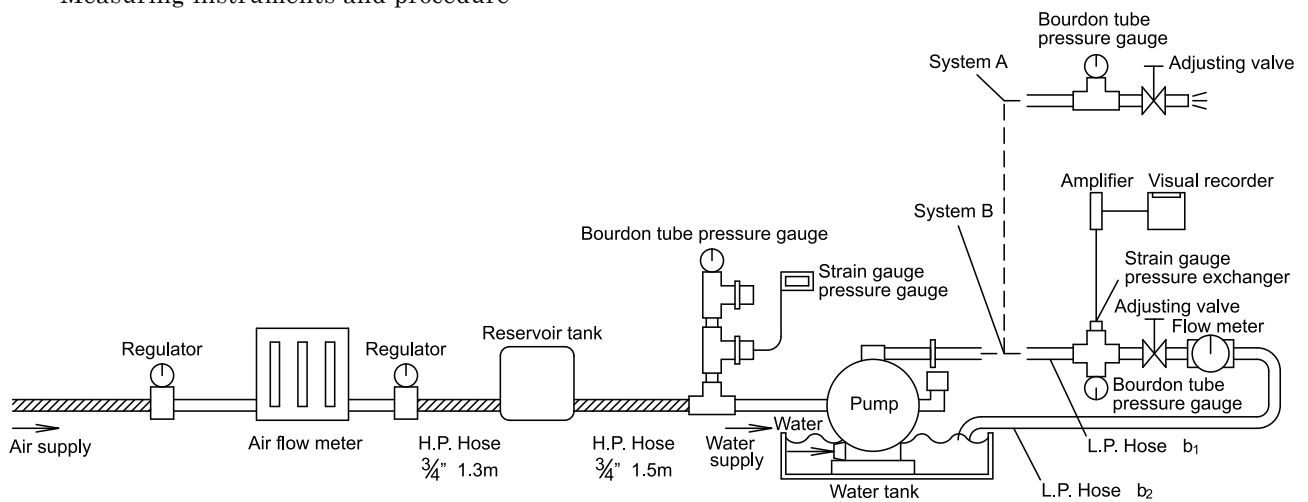 Measuring instruments and procedure
Bourdon tube
pressure gauge
System A
Adjusting valve
Amplifier
Visual recorder
System B
Bourdon tube pressure gauge
Strain gauge
pressure gauge
Strain gauge
pressure exchanger
Adjusting valve
Flow meter
Reservoir tank
Regulator
Regulator
Bourdon tube
pressure gauge
Pump
Air supply
Air flow meter
H.P. Hose
¾" 1.3m
H.P. Hose
¾" 1.5m
Water
supply
Water
Water tank
L.P. Hose b₁
L.P. Hose b₂